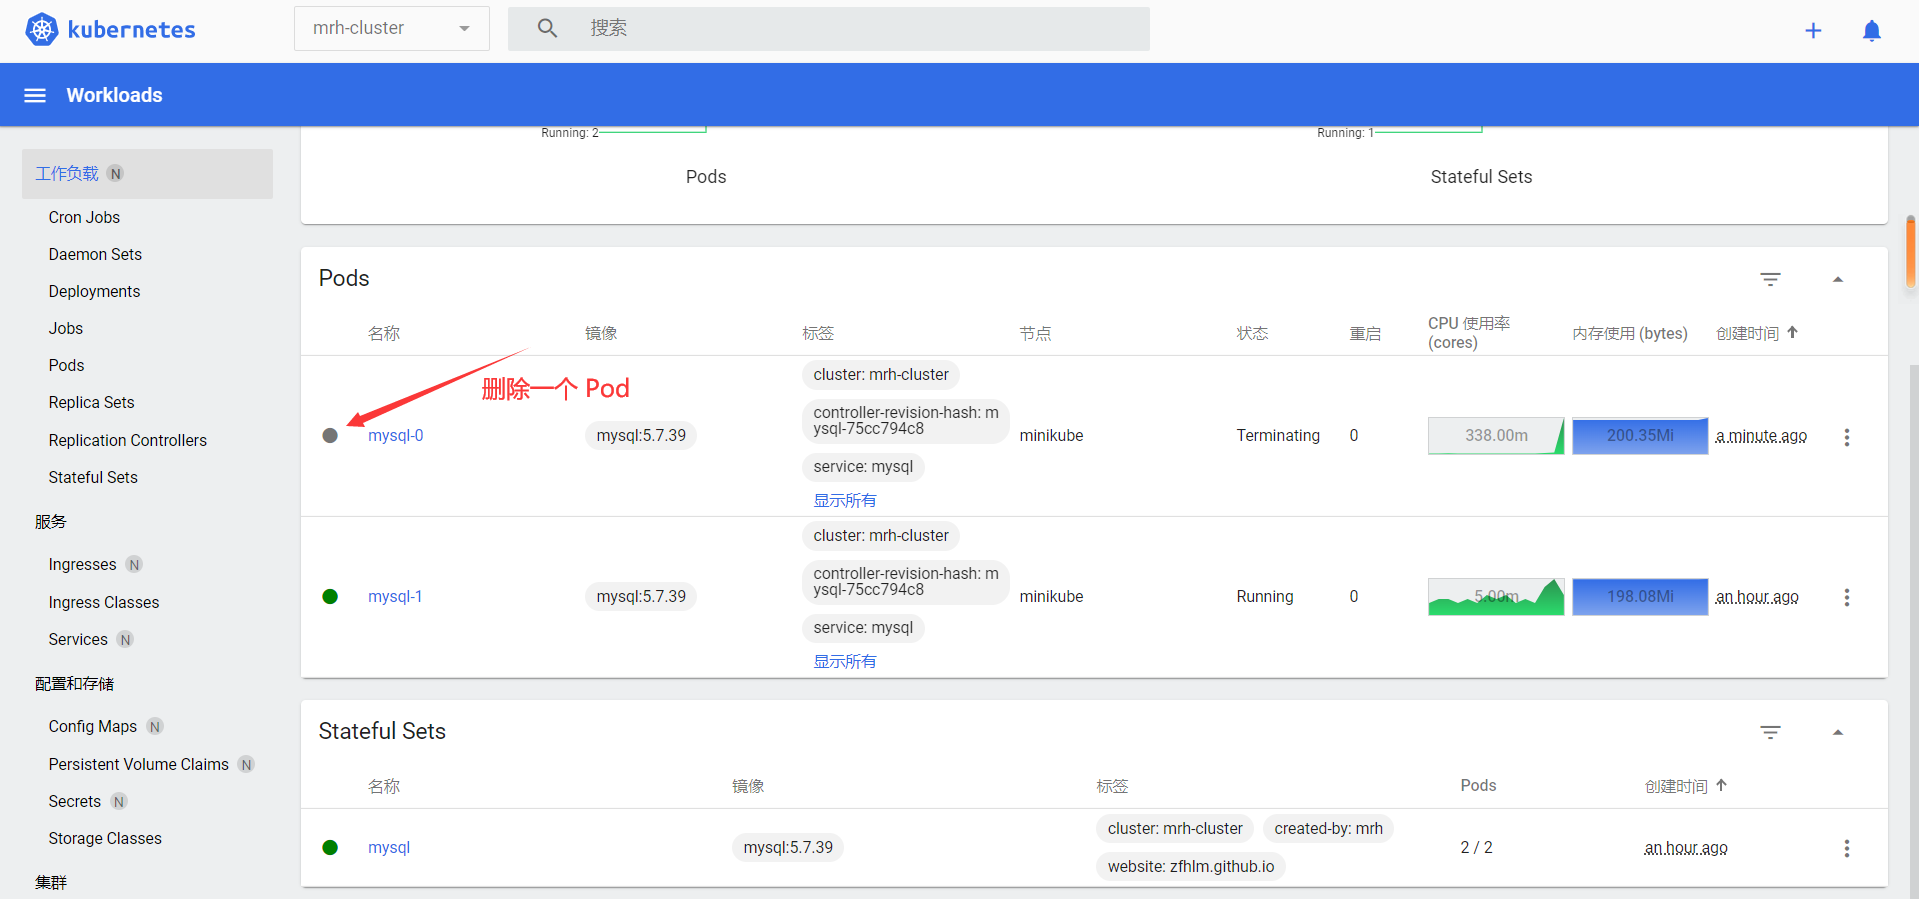 kubernetes
mrh-cluster
搜索
Workloads
Running: 2
Running: 1
Pods
Stateful Sets
工作负载 N
Cron Jobs
Daemon Sets
Deployments
Jobs
Pods
Replica Sets
Replication Controllers
Stateful Sets
服务
Ingresses N
Ingress Classes
Services N
配置和存储
Config Maps N
Persistent Volume Claims N
Secrets N
Storage Classes
集群
Pods
名称 镜像 标签 节点 状态 重启 CPU 使用率 (cores) 内存使用 (bytes) 创建时间
删除一个 Pod
cluster: mrh-cluster
controller-revision-hash: m
ysql-75cc794c8
mysql-0 mysql:5.7.39 minikube Terminating 0 338.00m 200.35Mi a minute ago
service: mysql
显示所有
cluster: mrh-cluster
controller-revision-hash: m
ysql-75cc794c8
mysql-1 mysql:5.7.39 minikube Running 0 5.00m 198.08Mi an hour ago
service: mysql
显示所有
Stateful Sets
名称 镜像 标签 Pods 创建时间
cluster: mrh-cluster created-by: mrh
mysql mysql:5.7.39 2 / 2 an hour ago
website: zfhlm.github.io